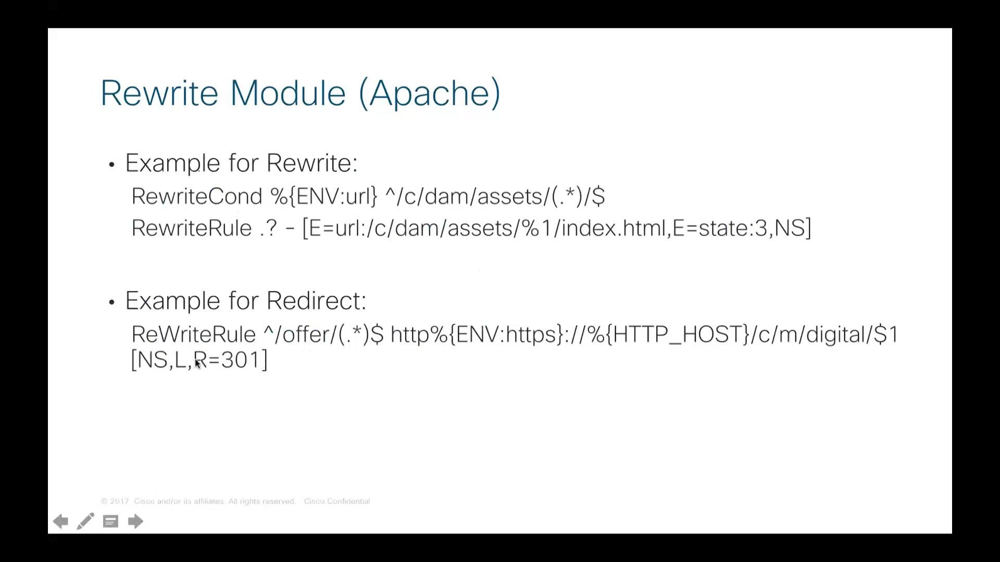 Rewrite Module (Apache)
• Example for Rewrite:
RewriteCond %{ENV:url} ^/c/dam/assets/(.*)/$
RewriteRule .? – [E=url:/c/dam/assets/%1/index.html,E=state:3,NS]
• Example for Redirect:
ReWriteRule ^/offer/(.*)$ http%{ENV:https}://%{HTTP_HOST}/c/m/digital/$1
[NS,L,R=301]
© 2017 Cisco and/or its affiliates. All rights reserved. Cisco Confidential